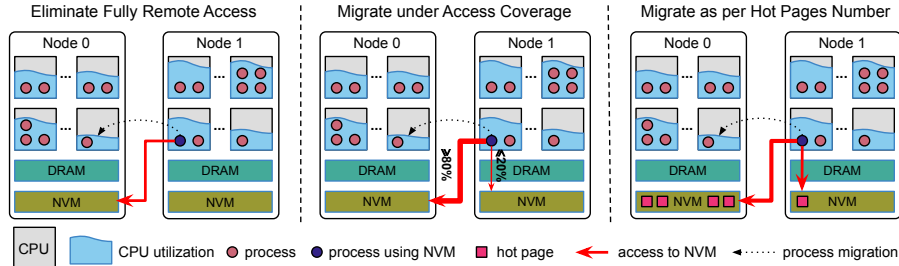 Eliminate Fully Remote Access
Migrate under Access Coverage
Migrate as per Hot Pages Number
Node 0
Node 1
Node 0
Node 1
Node 0
Node 1
...
...
...
...
...
...
...
...
...
...
...
...
≥80%
≤20%
DRAM
DRAM
DRAM
DRAM
DRAM
DRAM
NVM
NVM
NVM
NVM
NVM
NVM
CPU
CPU utilization
process
process using NVM
hot page
access to NVM
process migration